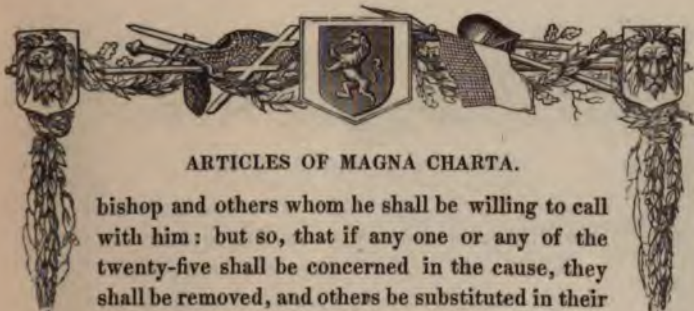 ARTICLES OF MAGNA CHARTA.
bishop and others whom he shall be willing to call
with him: but so, that if any one or any of the
twenty-five shall be concerned in the cause, they
shall be removed, and others be substituted in their